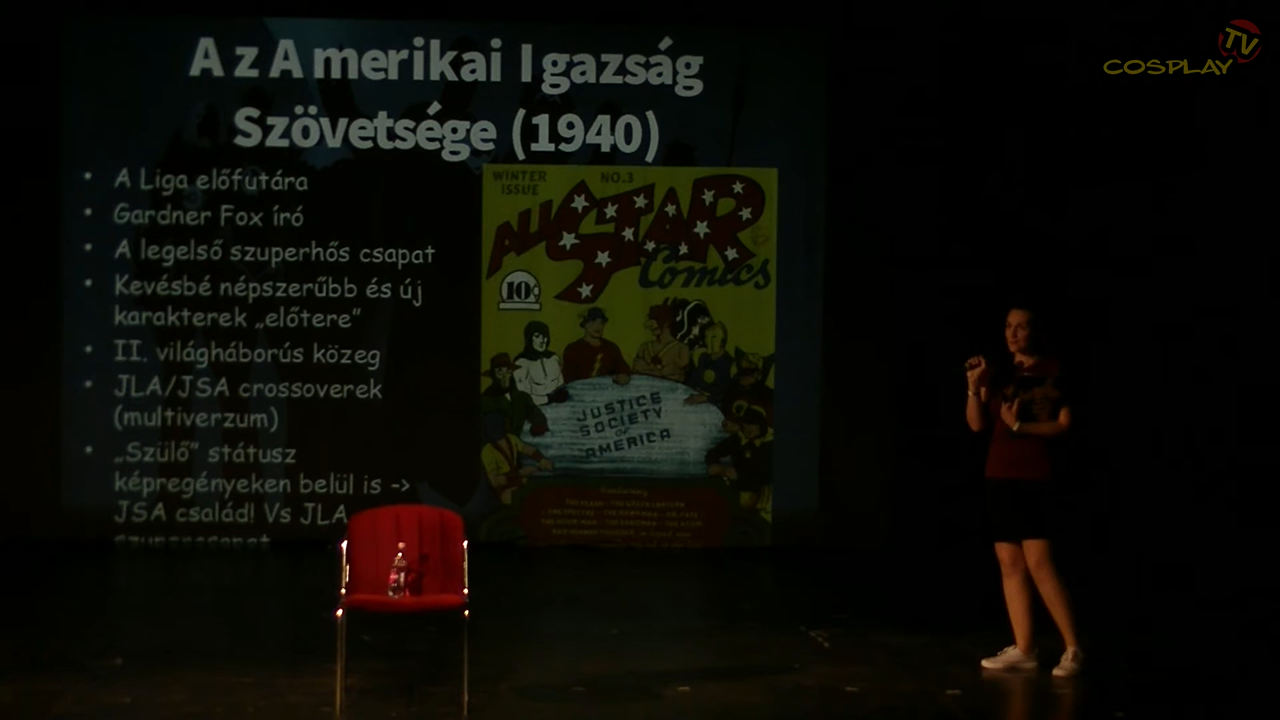 Az Amerikai Igazság
Szövetsége (1940)
COSPLAY TV
• A Liga előfutára
• Gardner Fox író
• A legelső szuperhős csapat
• Kevésbé népszerűbb és új
karakterek „előtere”
• II. világháborús közeg
• JLA/JSA crossoverek
(multiverzum)
• „Szülő” státusz
képregényeken belül is ->
JSA család! Vs JLA
WINTER
ISSUE
NO.3
ALL STAR
Comics
10¢
JUSTICE
SOCIETY
OF
AMERICA